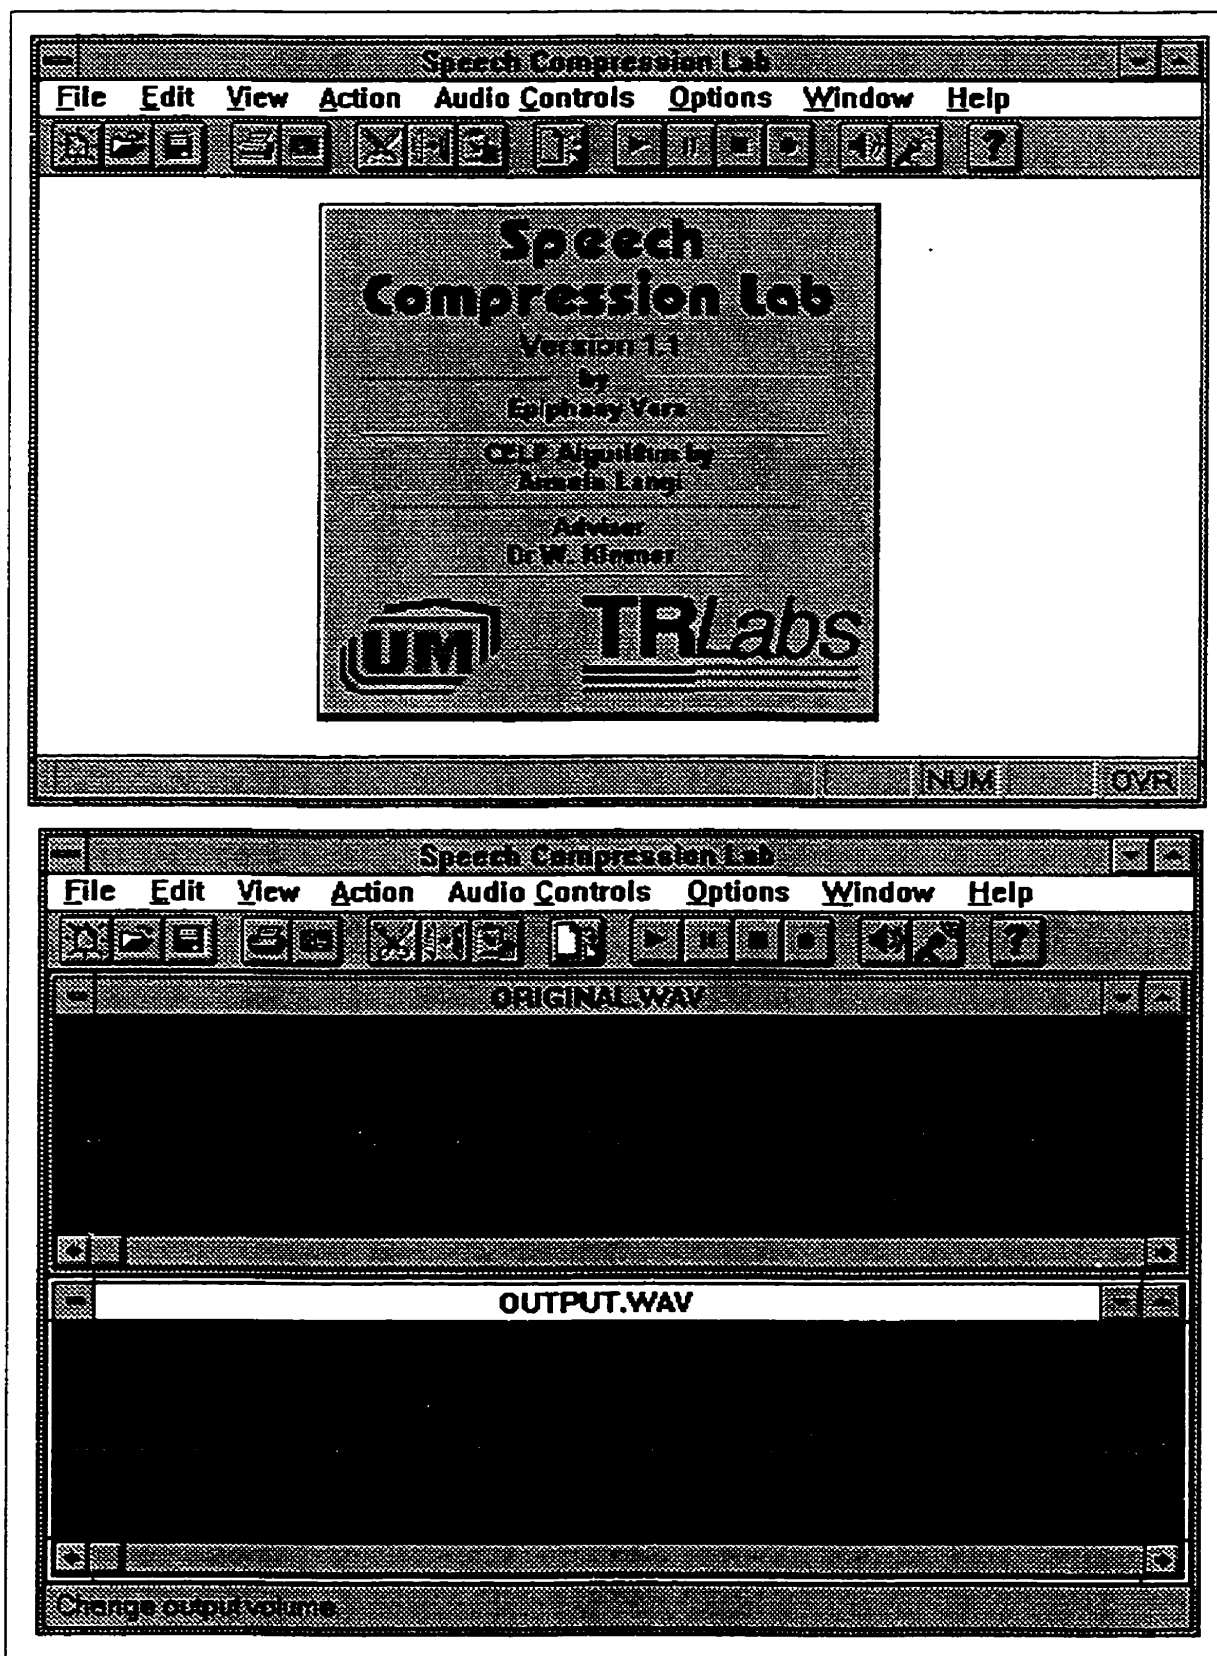 Speech Compression Lab
File Edit View Action Audio Controls Options Window Help
Speech
Compression Lab
Version 1.1
by
Epiphany Vera
CELP Algorithm by
Armein Langi
Adviser
Dr W. Kinsner
UM TRLabs
NUM OVR
Speech Compression Lab
File Edit View Action Audio Controls Options Window Help
ORIGINAL.WAV
OUTPUT.WAV
Change output volume.